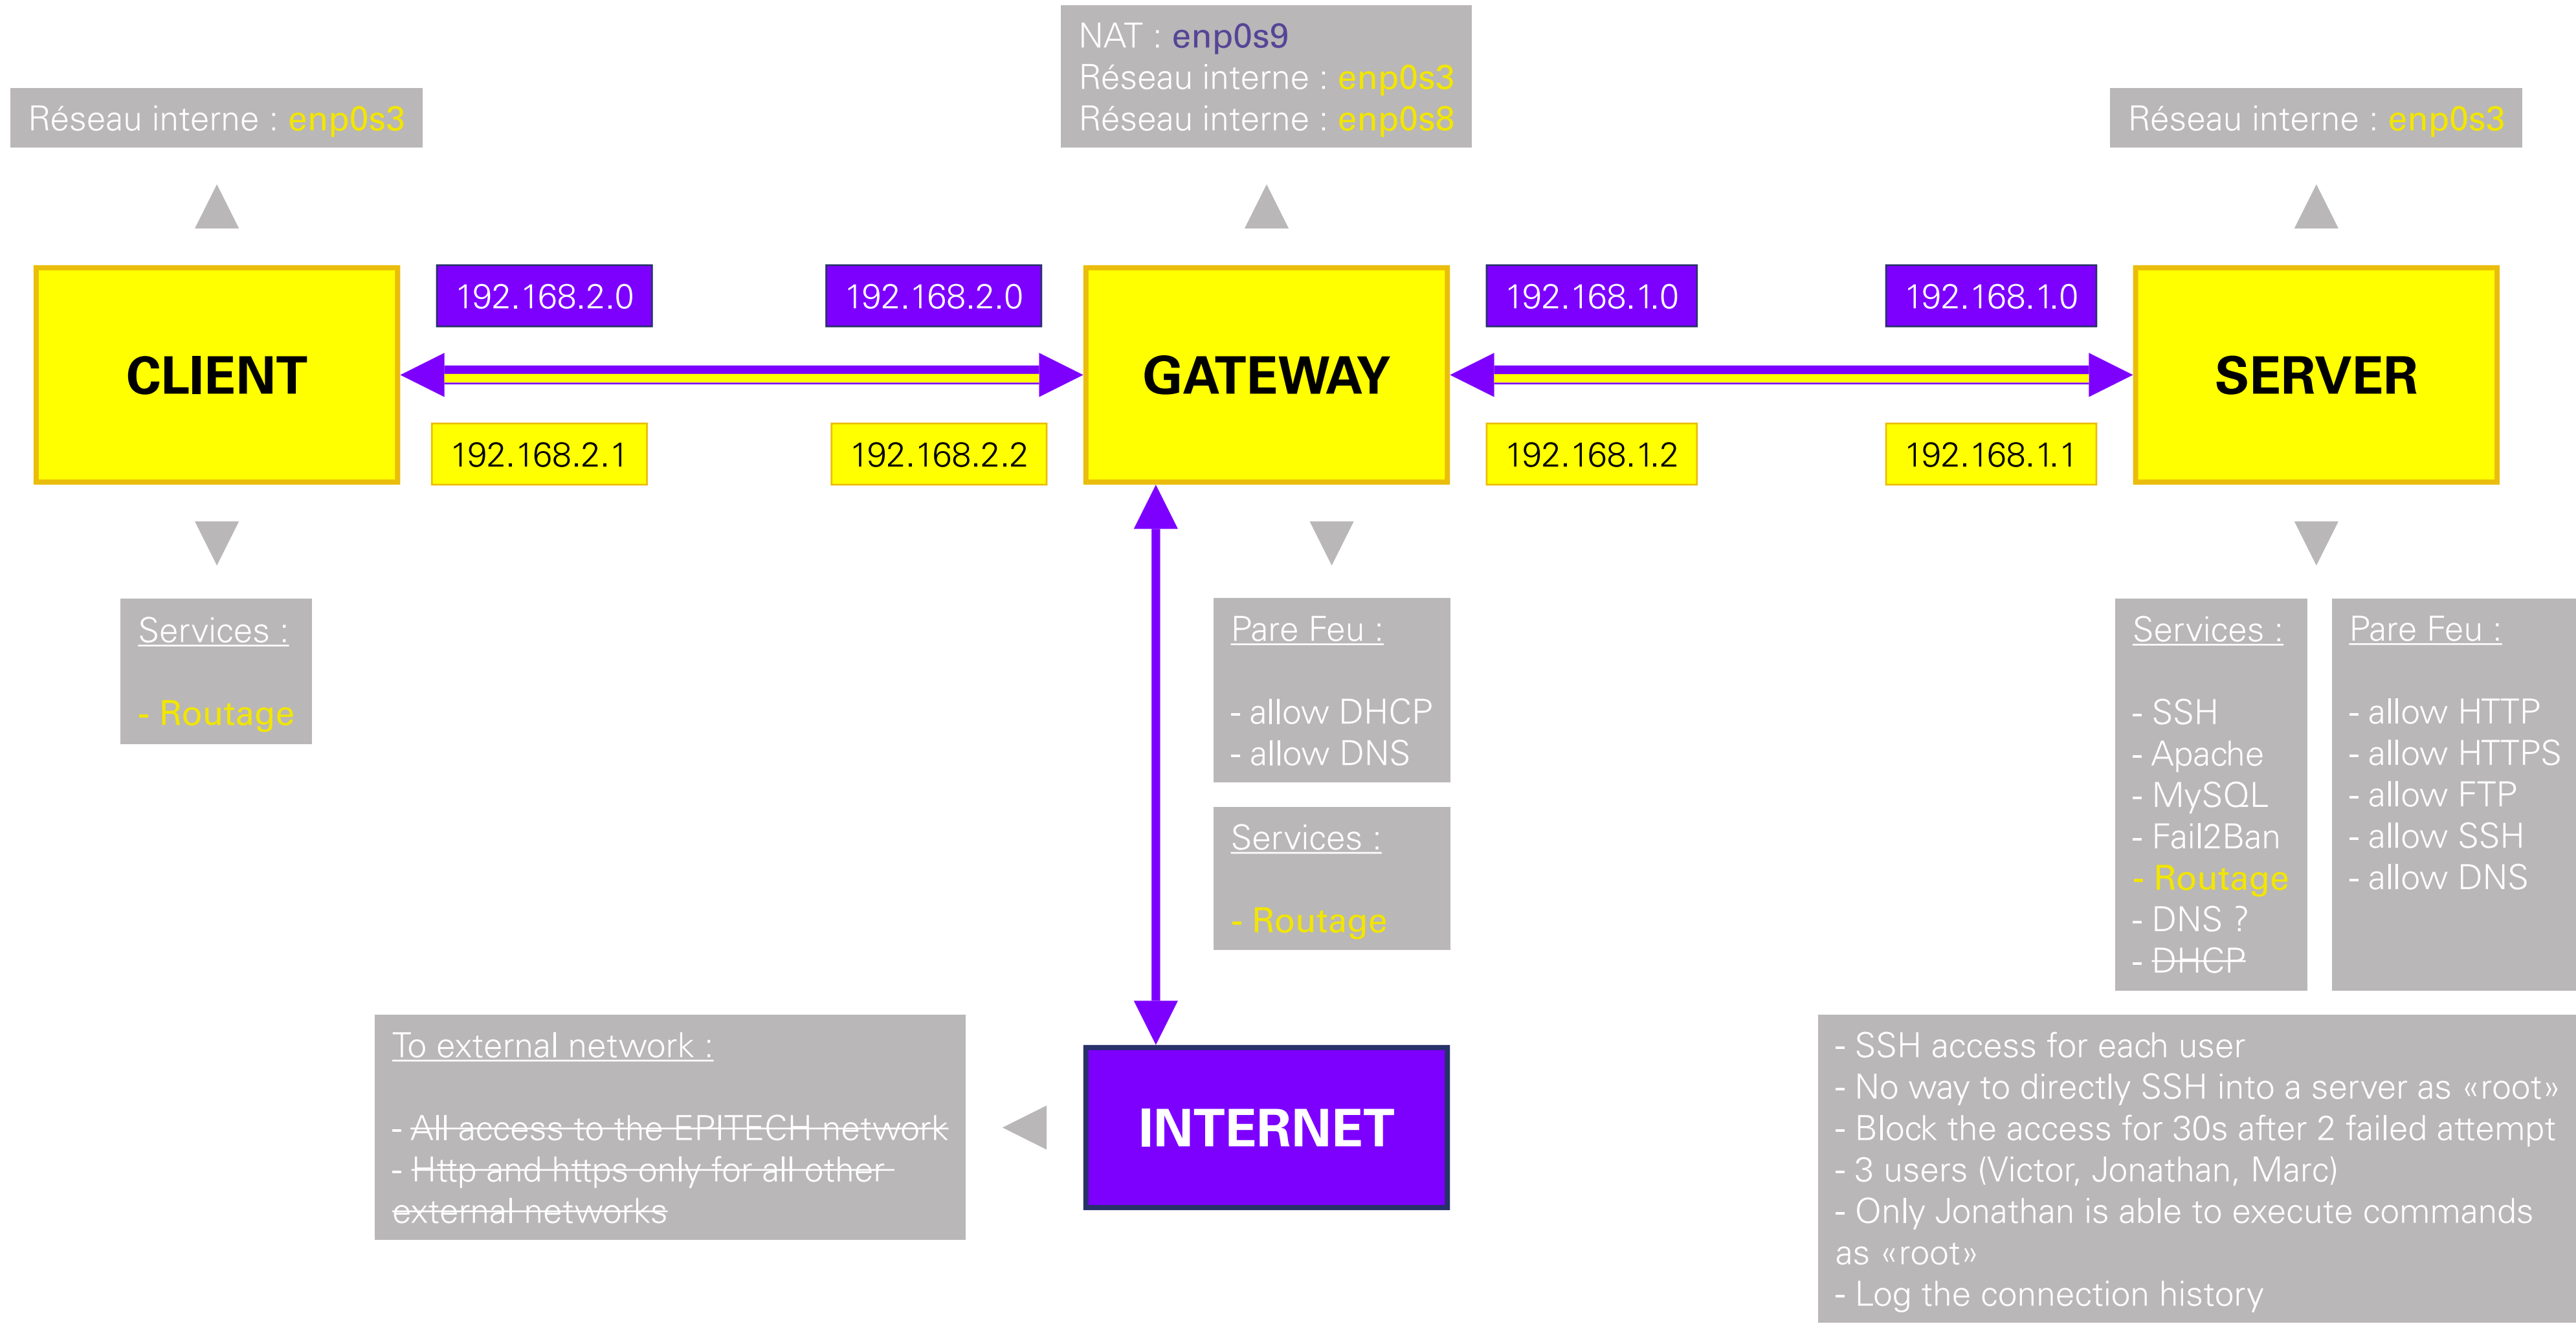 NAT : enp0s9
Réseau interne : enp0s3
Réseau interne : enp0s8
Réseau interne : enp0s3
Réseau interne : enp0s3
CLIENT
192.168.2.0
192.168.2.0
192.168.2.1
192.168.2.2
GATEWAY
192.168.1.0
192.168.1.0
192.168.1.2
192.168.1.1
SERVER
Services :
- Routage
Pare Feu :
- allow DHCP
- allow DNS
Services :
- Routage
Services :
- SSH
- Apache
- MySQL
- Fail2Ban
- Routage
- DNS ?
- DHCP
Pare Feu :
- allow HTTP
- allow HTTPS
- allow FTP
- allow SSH
- allow DNS
To external network :
- All access to the EPITECH network
- Http and https only for all other
external networks
INTERNET
- SSH access for each user
- No way to directly SSH into a server as «root»
- Block the access for 30s after 2 failed attempt
- 3 users (Victor, Jonathan, Marc)
- Only Jonathan is able to execute commands
as «root»
- Log the connection history